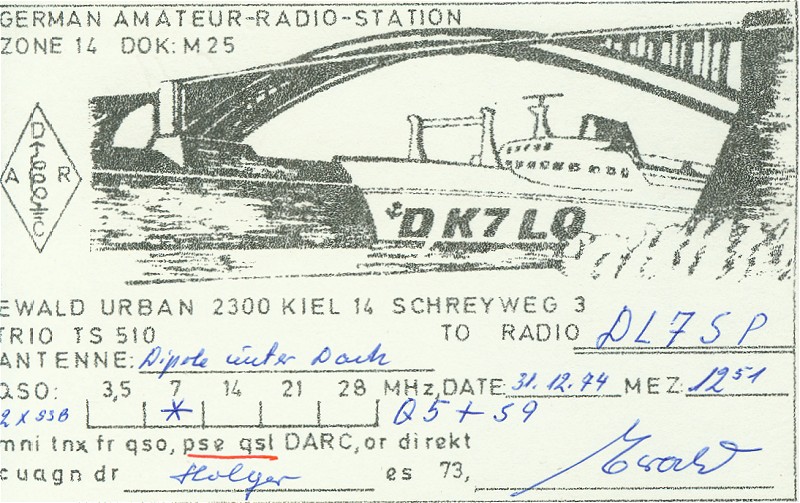 GERMAN AMATEUR-RADIO-STATION
ZONE 14 DOK: M 25
D
A R
C
DK7LQ
EWALD URBAN 2300 KIEL 14 SCHREYWEG 3
TRIO TS 510 TO RADIO DL7SP
ANTENNE: Dipole unter Dach
QSO: 3,5 7 14 21 28 MHz, DATE: 31.12.74 MEZ: 12 51
2 x SSB * Q5 + S9
mni tnx fr qso, pse qsl DARC, or direkt
cuagn dr Holger es 73, Ewald